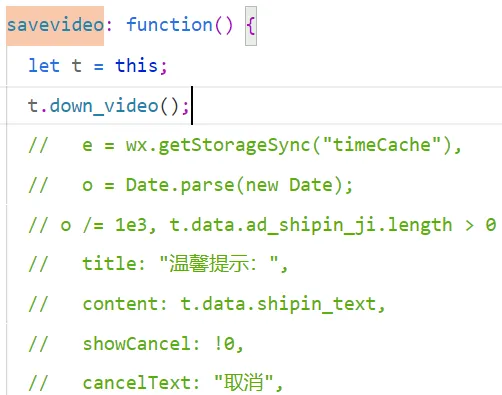 savevideo: function() {
let t = this;
t.down_video();
// e = wx.getStorageSync("timeCache"),
// o = Date.parse(new Date);
// o /= 1e3, t.data.ad_shipin_ji.length > 0
// title: "温馨提示：",
// content: t.data.shipin_text,
// showCancel: !0,
// cancelText: "取消",